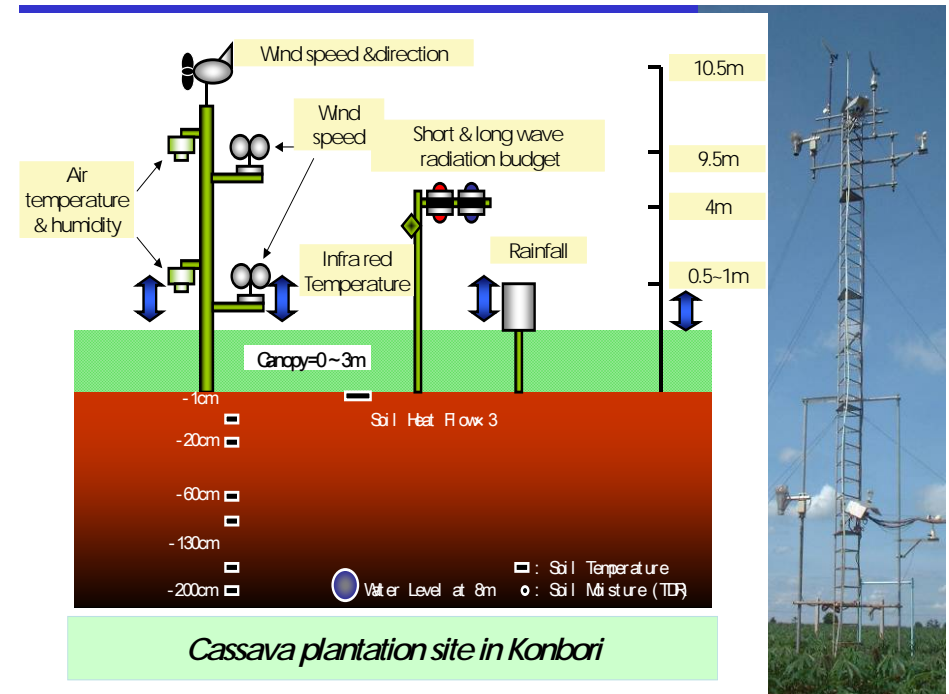 Wind speed &direction
10.5m
Wind
speed
Short & long wave
radiation budget
9.5m
Air
temperature
& humidity
4m
Infra red
Temperature
Rainfall
0.5~1m
Canopy=0~3m
-1cm
Soil Heat Flow× 3
-20cm
-60cm
-130cm
-200cm
: Soil Temperature
Water Level at 8m
: Soil Moisture (TDR)
Cassava plantation site in Konbori